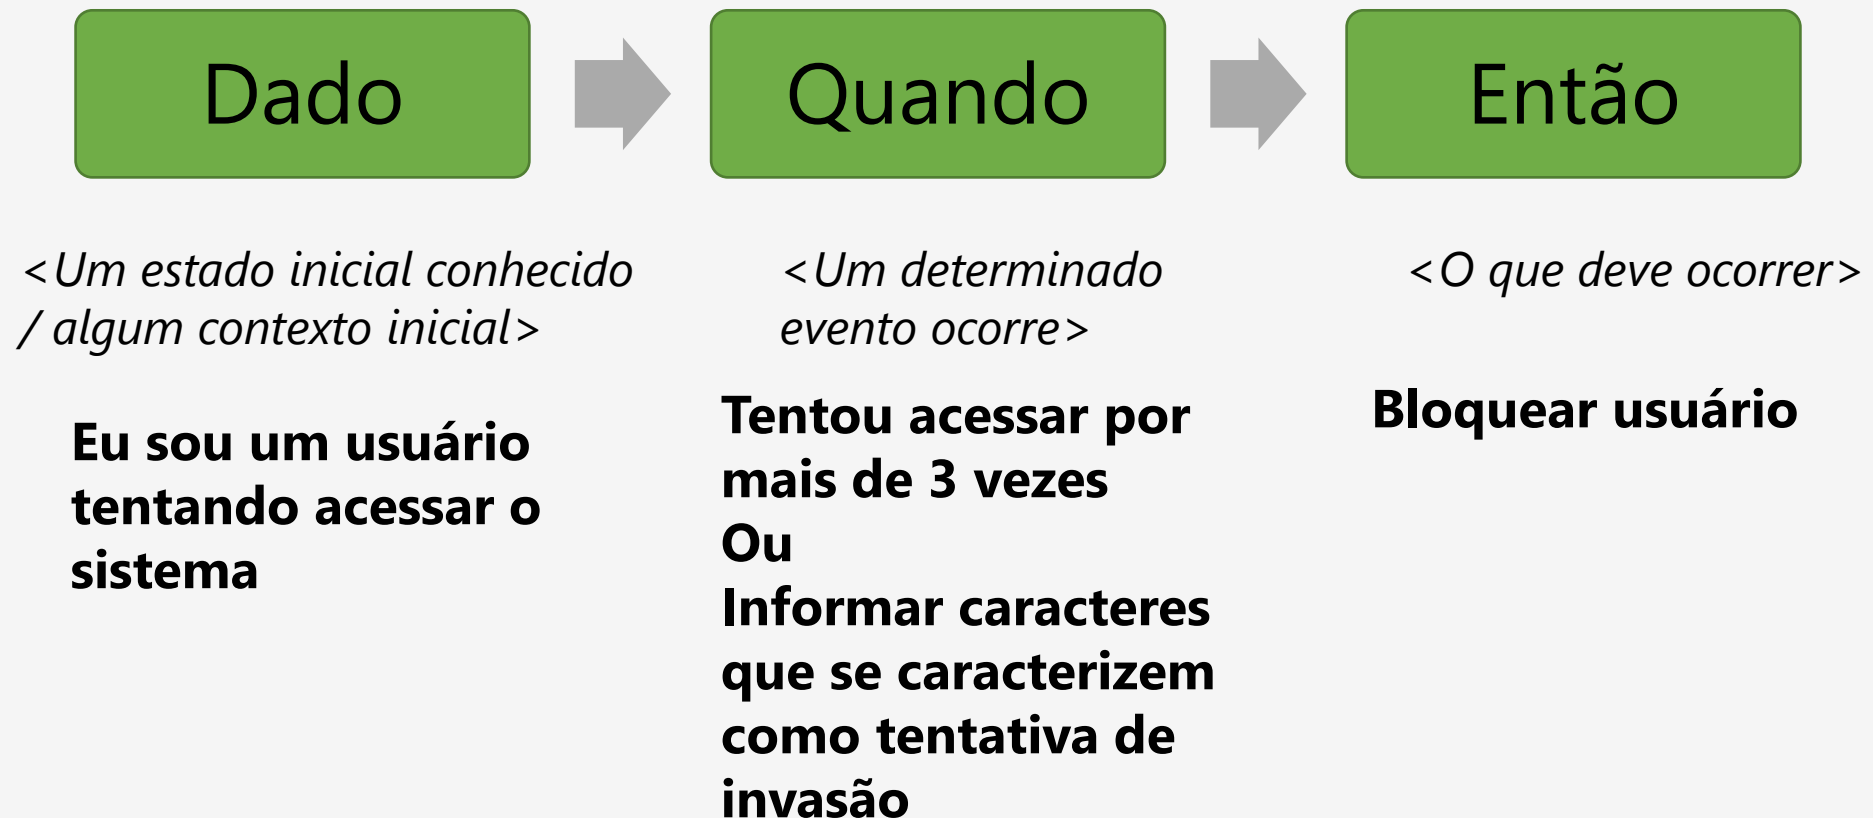 Dado
Quando
Então
<Um estado inicial conhecido
/ algum contexto inicial>
<Um determinado
evento ocorre>
<O que deve ocorrer>
Eu sou um usuário
tentando acessar o
sistema
Tentou acessar por
mais de 3 vezes
Ou
Informar caracteres
que se caracterizem
como tentativa de
invasão
Bloquear usuário